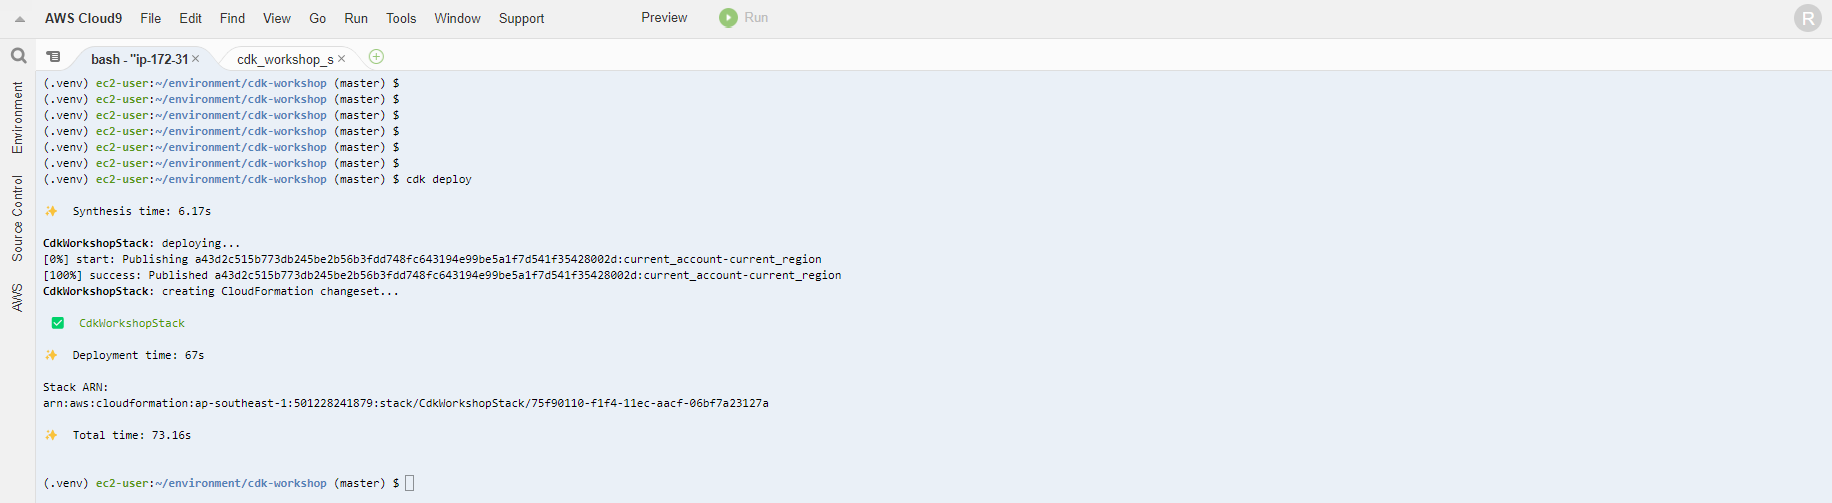 AWS Cloud9 File Edit Find View Go Run Tools Window Support Preview Run R
bash - "ip-172-31 × cdk_workshop_s ×
Environment
Source Control
AWS
(.venv) ec2-user:~/environment/cdk-workshop (master) $
(.venv) ec2-user:~/environment/cdk-workshop (master) $
(.venv) ec2-user:~/environment/cdk-workshop (master) $
(.venv) ec2-user:~/environment/cdk-workshop (master) $
(.venv) ec2-user:~/environment/cdk-workshop (master) $
(.venv) ec2-user:~/environment/cdk-workshop (master) $
(.venv) ec2-user:~/environment/cdk-workshop (master) $ cdk deploy
✨ Synthesis time: 6.17s
CdkWorkshopStack: deploying...
[0%] start: Publishing a43d2c515b773db245be2b56b3fdd748fc643194e99be5a1f7d541f35428002d:current_account-current_region
[100%] success: Published a43d2c515b773db245be2b56b3fdd748fc643194e99be5a1f7d541f35428002d:current_account-current_region
CdkWorkshopStack: creating CloudFormation changeset...
✅ CdkWorkshopStack
✨ Deployment time: 67s
Stack ARN:
arn:aws:cloudformation:ap-southeast-1:501228241879:stack/CdkWorkshopStack/75f90110-f1f4-11ec-aacf-06bf7a23127a
✨ Total time: 73.16s
(.venv) ec2-user:~/environment/cdk-workshop (master) $